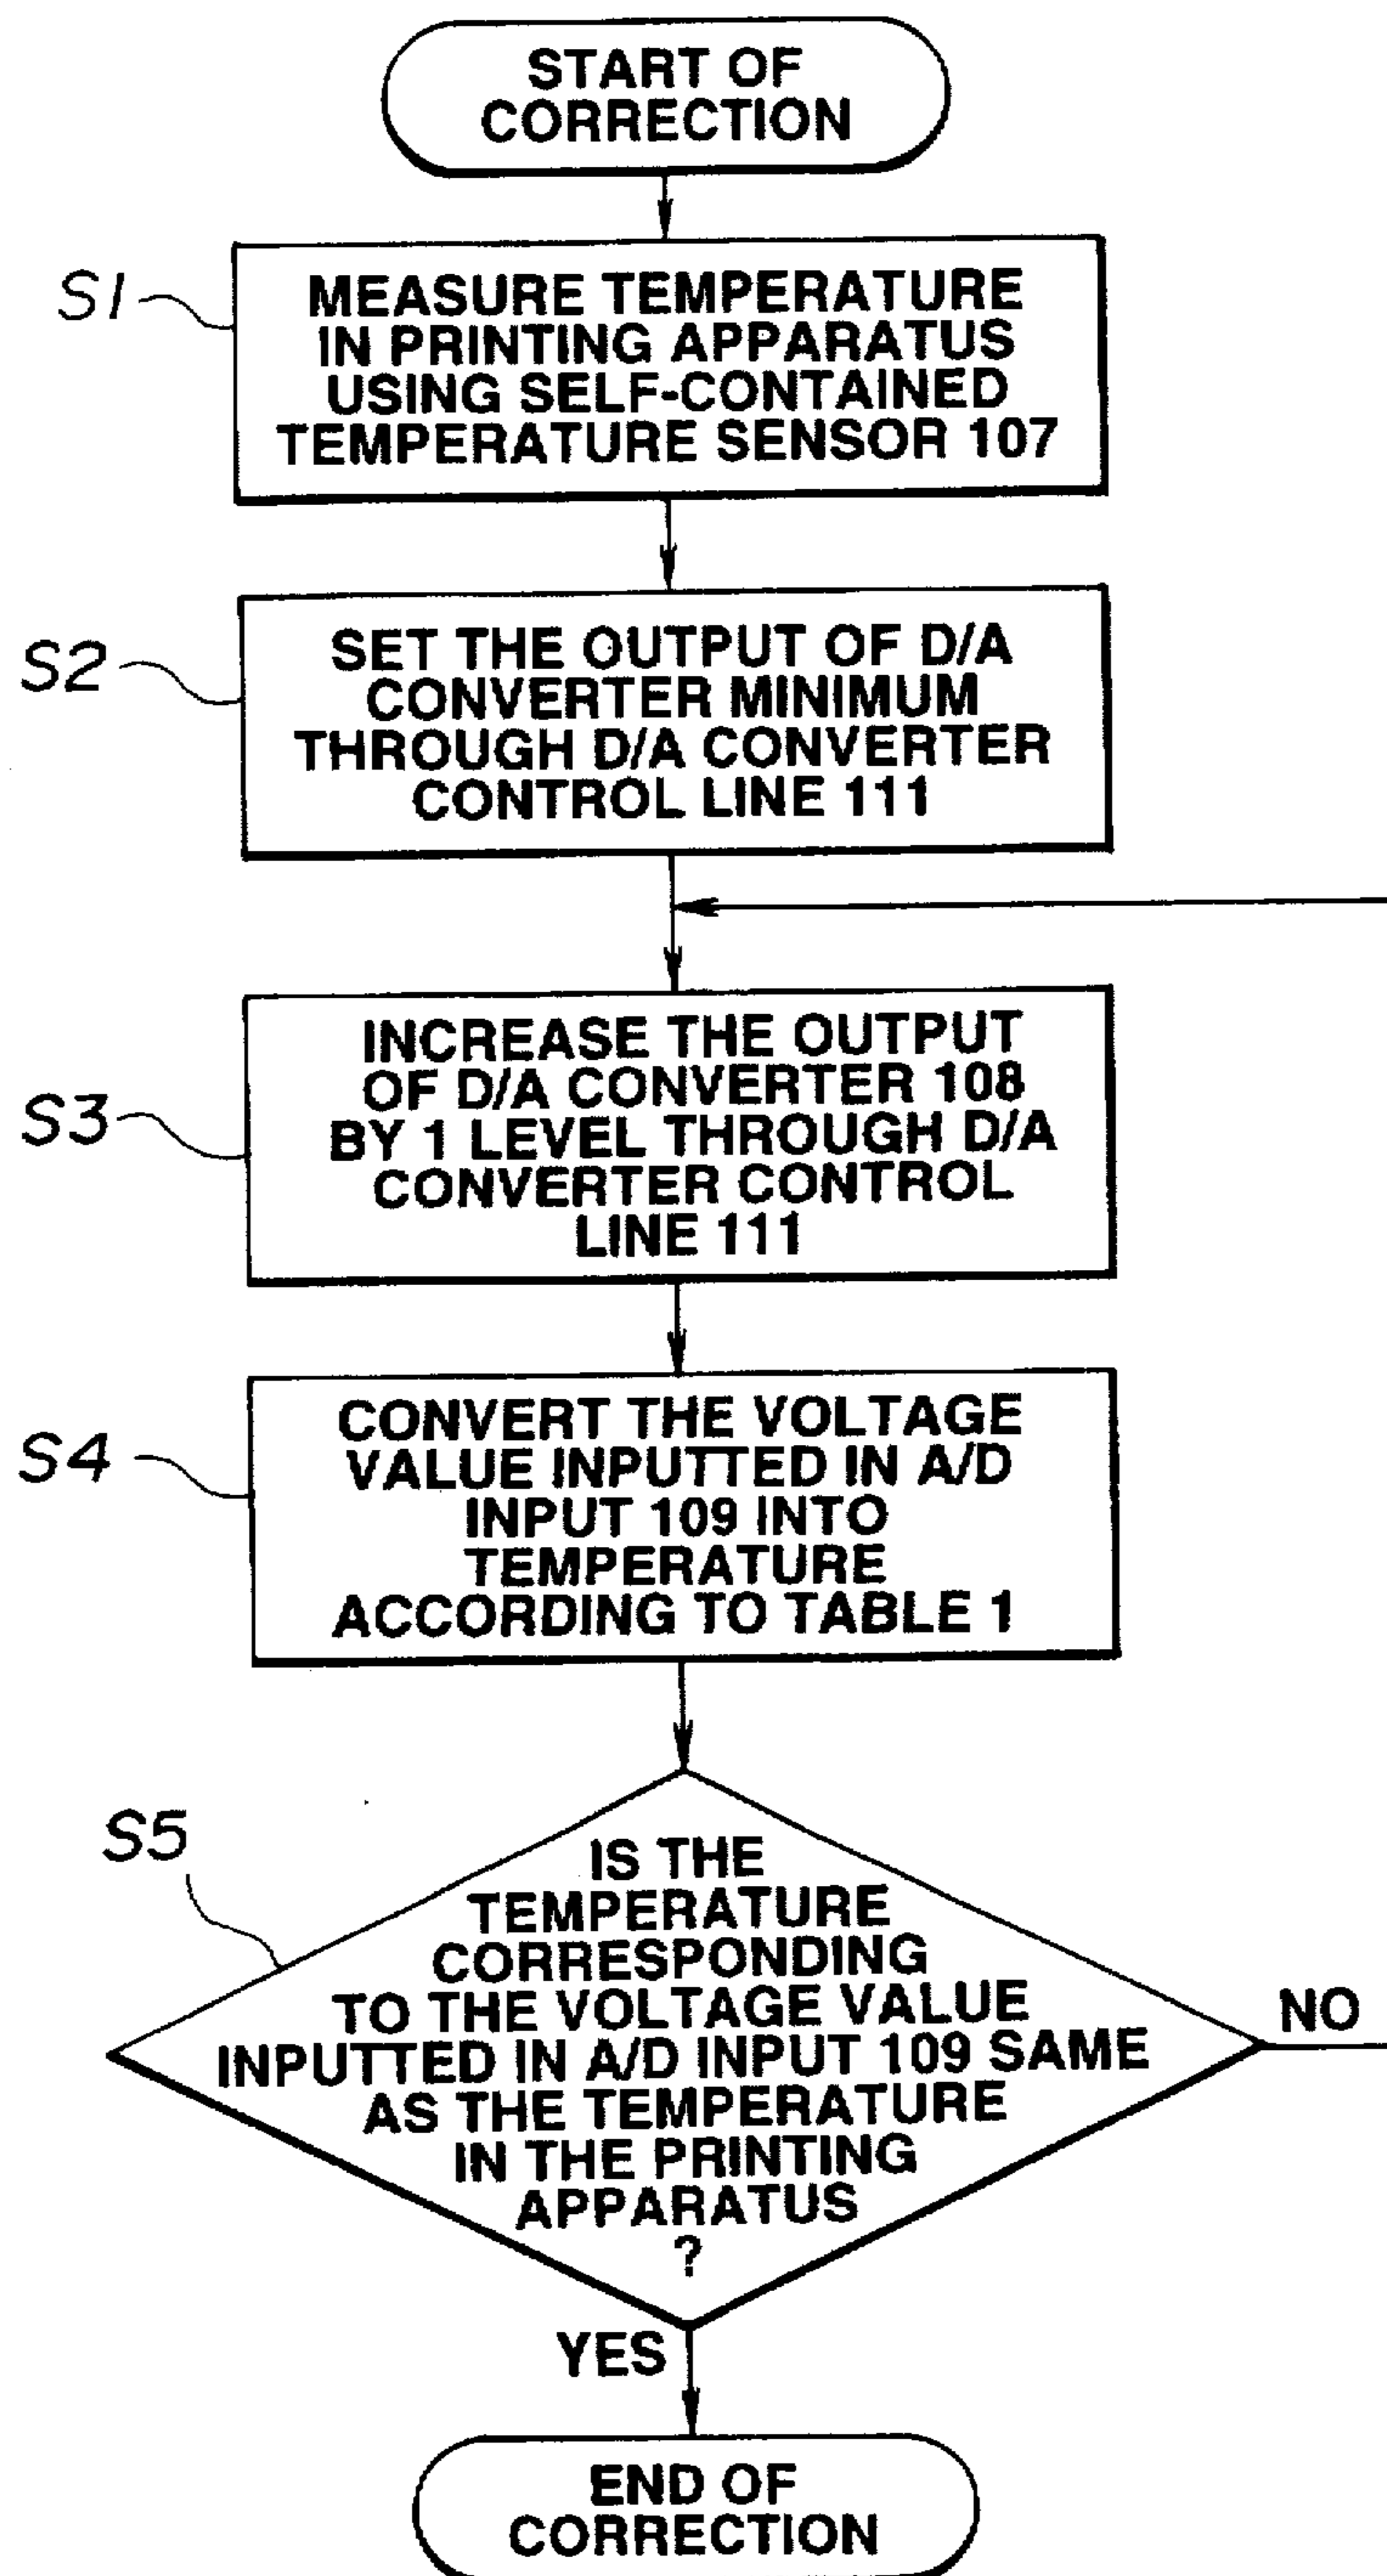 START OF
CORRECTION
S1
MEASURE TEMPERATURE
IN PRINTING APPARATUS
USING SELF-CONTAINED
TEMPERATURE SENSOR 107
S2
SET THE OUTPUT OF D/A
CONVERTER MINIMUM
THROUGH D/A CONVERTER
CONTROL LINE 111
S3
INCREASE THE OUTPUT
OF D/A CONVERTER 108
BY 1 LEVEL THROUGH D/A
CONVERTER CONTROL
LINE 111
S4
CONVERT THE VOLTAGE
VALUE INPUTTED IN A/D
INPUT 109 INTO
TEMPERATURE
ACCORDING TO TABLE 1
S5
IS THE
TEMPERATURE
CORRESPONDING
TO THE VOLTAGE VALUE
INPUTTED IN A/D INPUT 109 SAME
AS THE TEMPERATURE
IN THE PRINTING
APPARATUS
?
NO
YES
END OF
CORRECTION